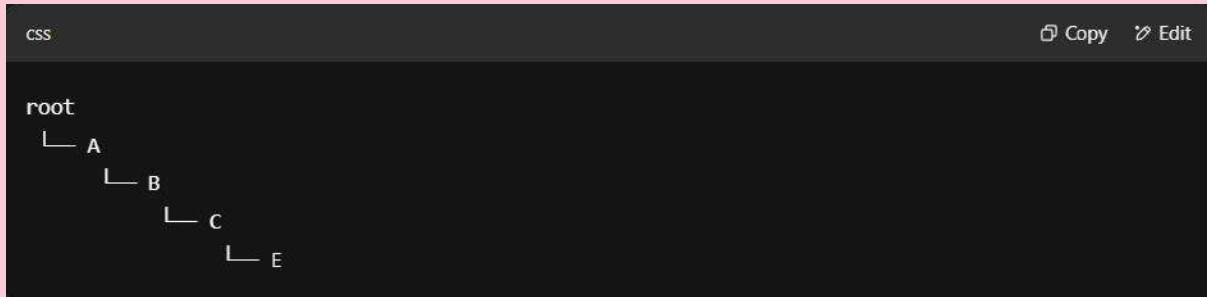 css Copy Edit
root
└── A
└── B
└── C
└── E